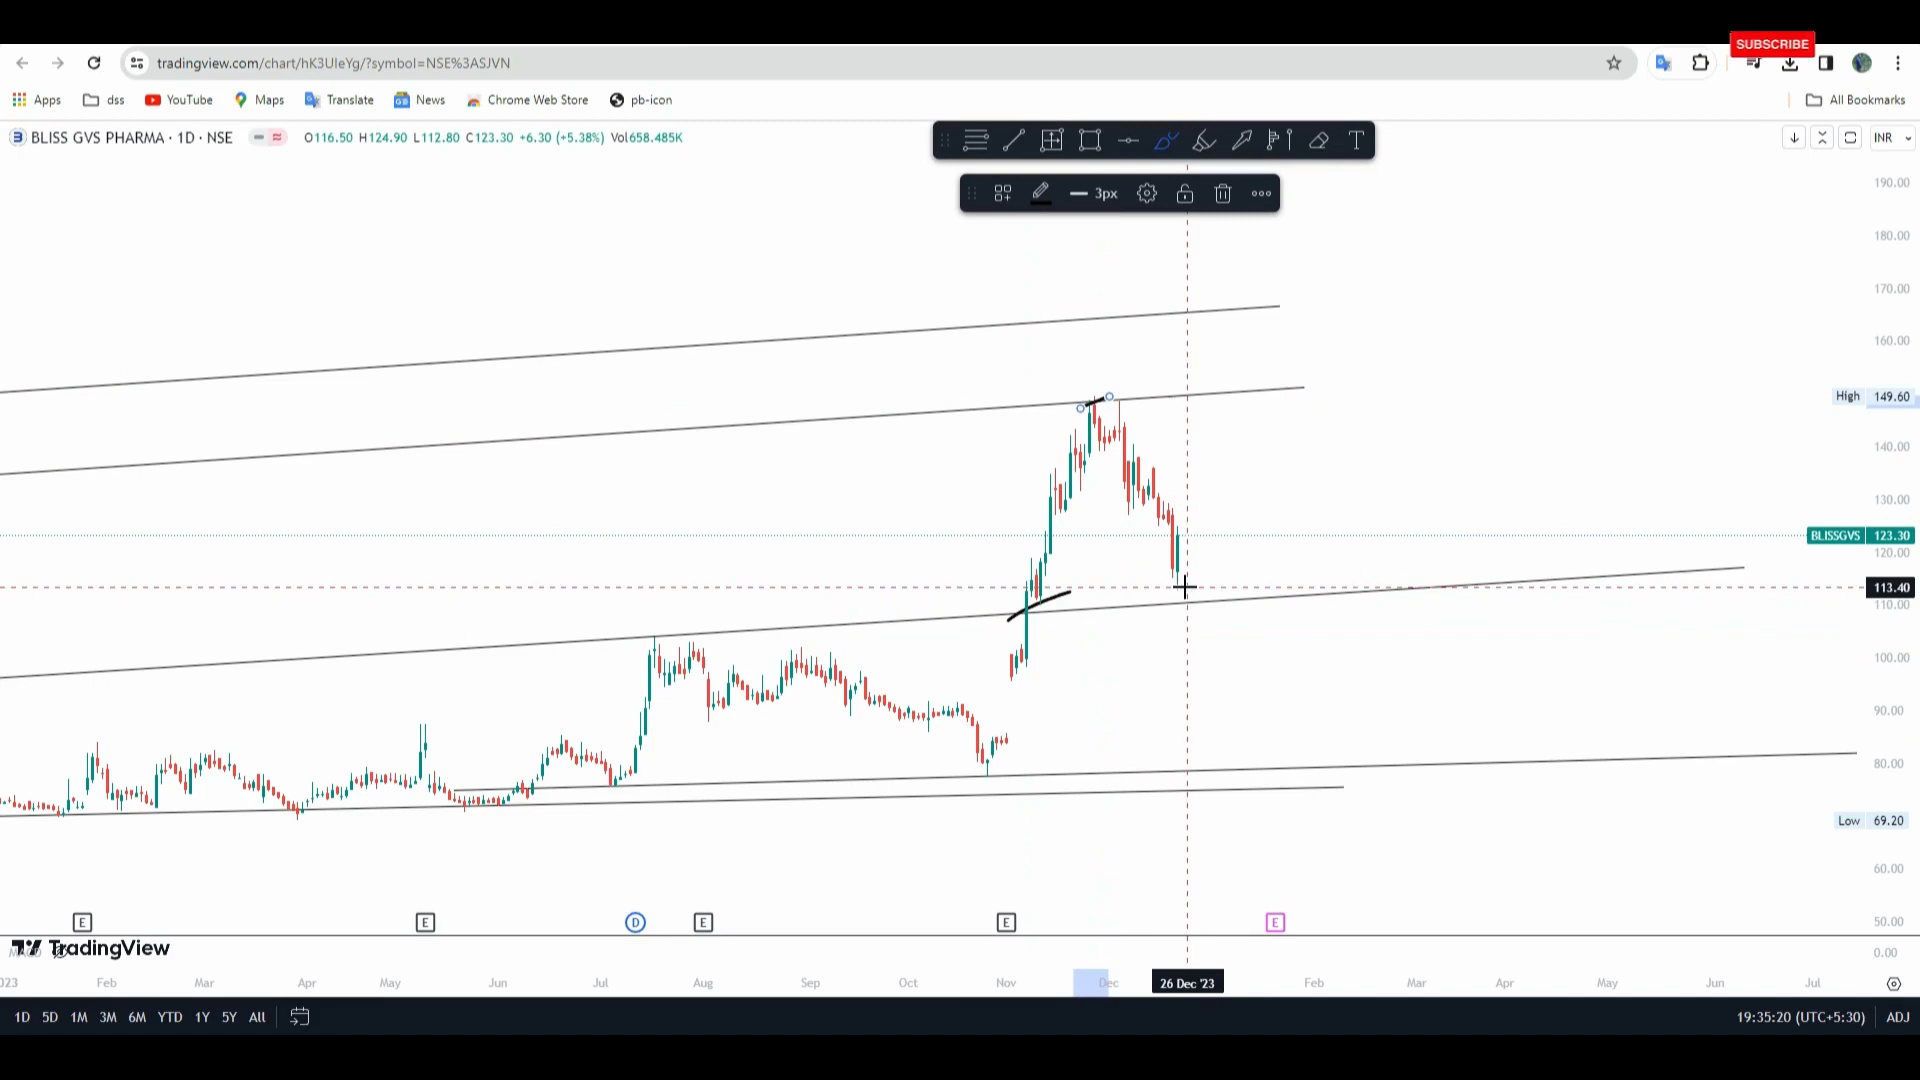 SUBSCRIBE
tradingview.com/chart/hK3UIeYg/?symbol=NSE%3ASJVN
Apps dss YouTube Maps Translate News Chrome Web Store pb-icon All Bookmarks
BLISS GVS PHARMA · 1D · NSE O116.50 H124.90 L112.80 C123.30 +6.30 (+5.38%) Vol658.485K INR
3px
190.00
180.00
170.00
160.00
High 149.60
140.00
130.00
BLISSGVS 123.30
120.00
113.40
110.00
100.00
90.00
80.00
Low 69.20
60.00
E E D E E E 50.00
TradingView 0.00
023 Feb Mar Apr May Jun Jul Aug Sep Oct Nov Dec 26 Dec '23 Feb Mar Apr May Jun Jul
1D 5D 1M 3M 6M YTD 1Y 5Y All 19:35:20 (UTC+5:30) ADJ